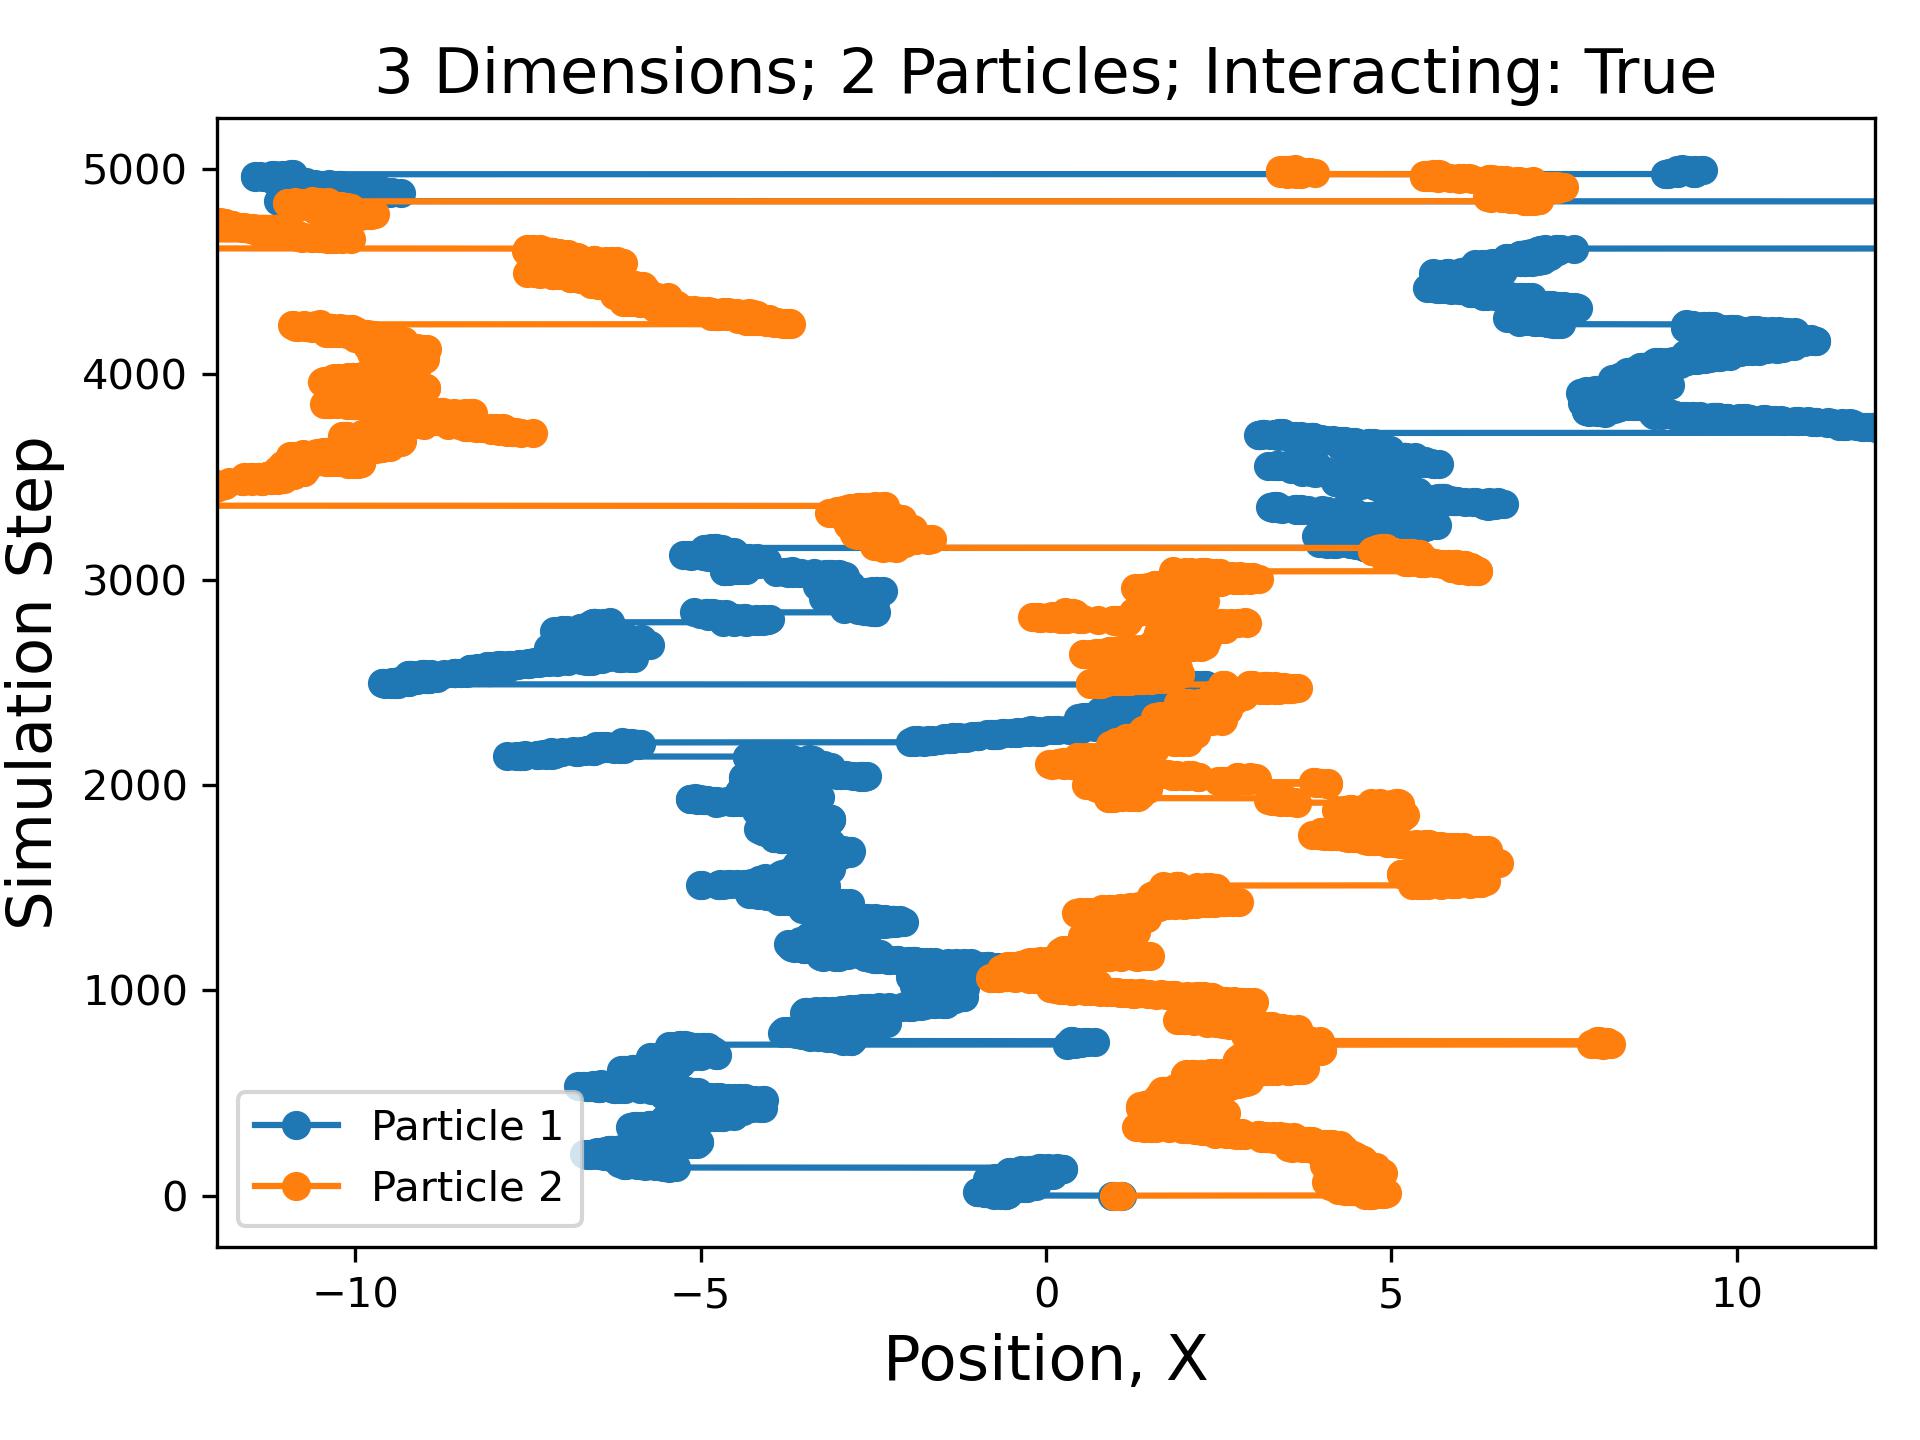 3 Dimensions; 2 Particles; Interacting: True
5000
4000
3000
2000
1000
0
Simulation Step
Particle 1
Particle 2
−10
−5
0
5
10
Position, X